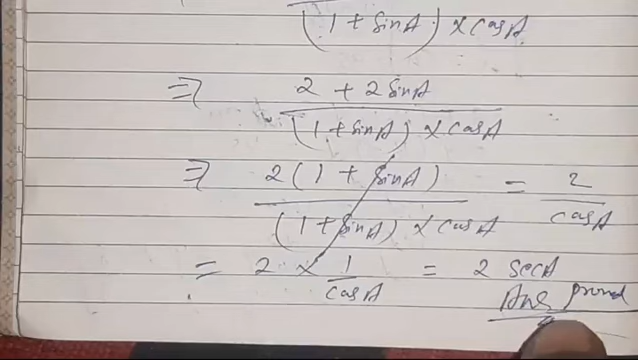 (1 + sinA) × cosA
⇒ 2 + 2 sinA
(1 + sinA) × cosA
⇒ 2 (1 + sinA) = 2
(1 + sinA) × cosA cosA
= 2 × 1 = 2 secA
cosA
Ans proved